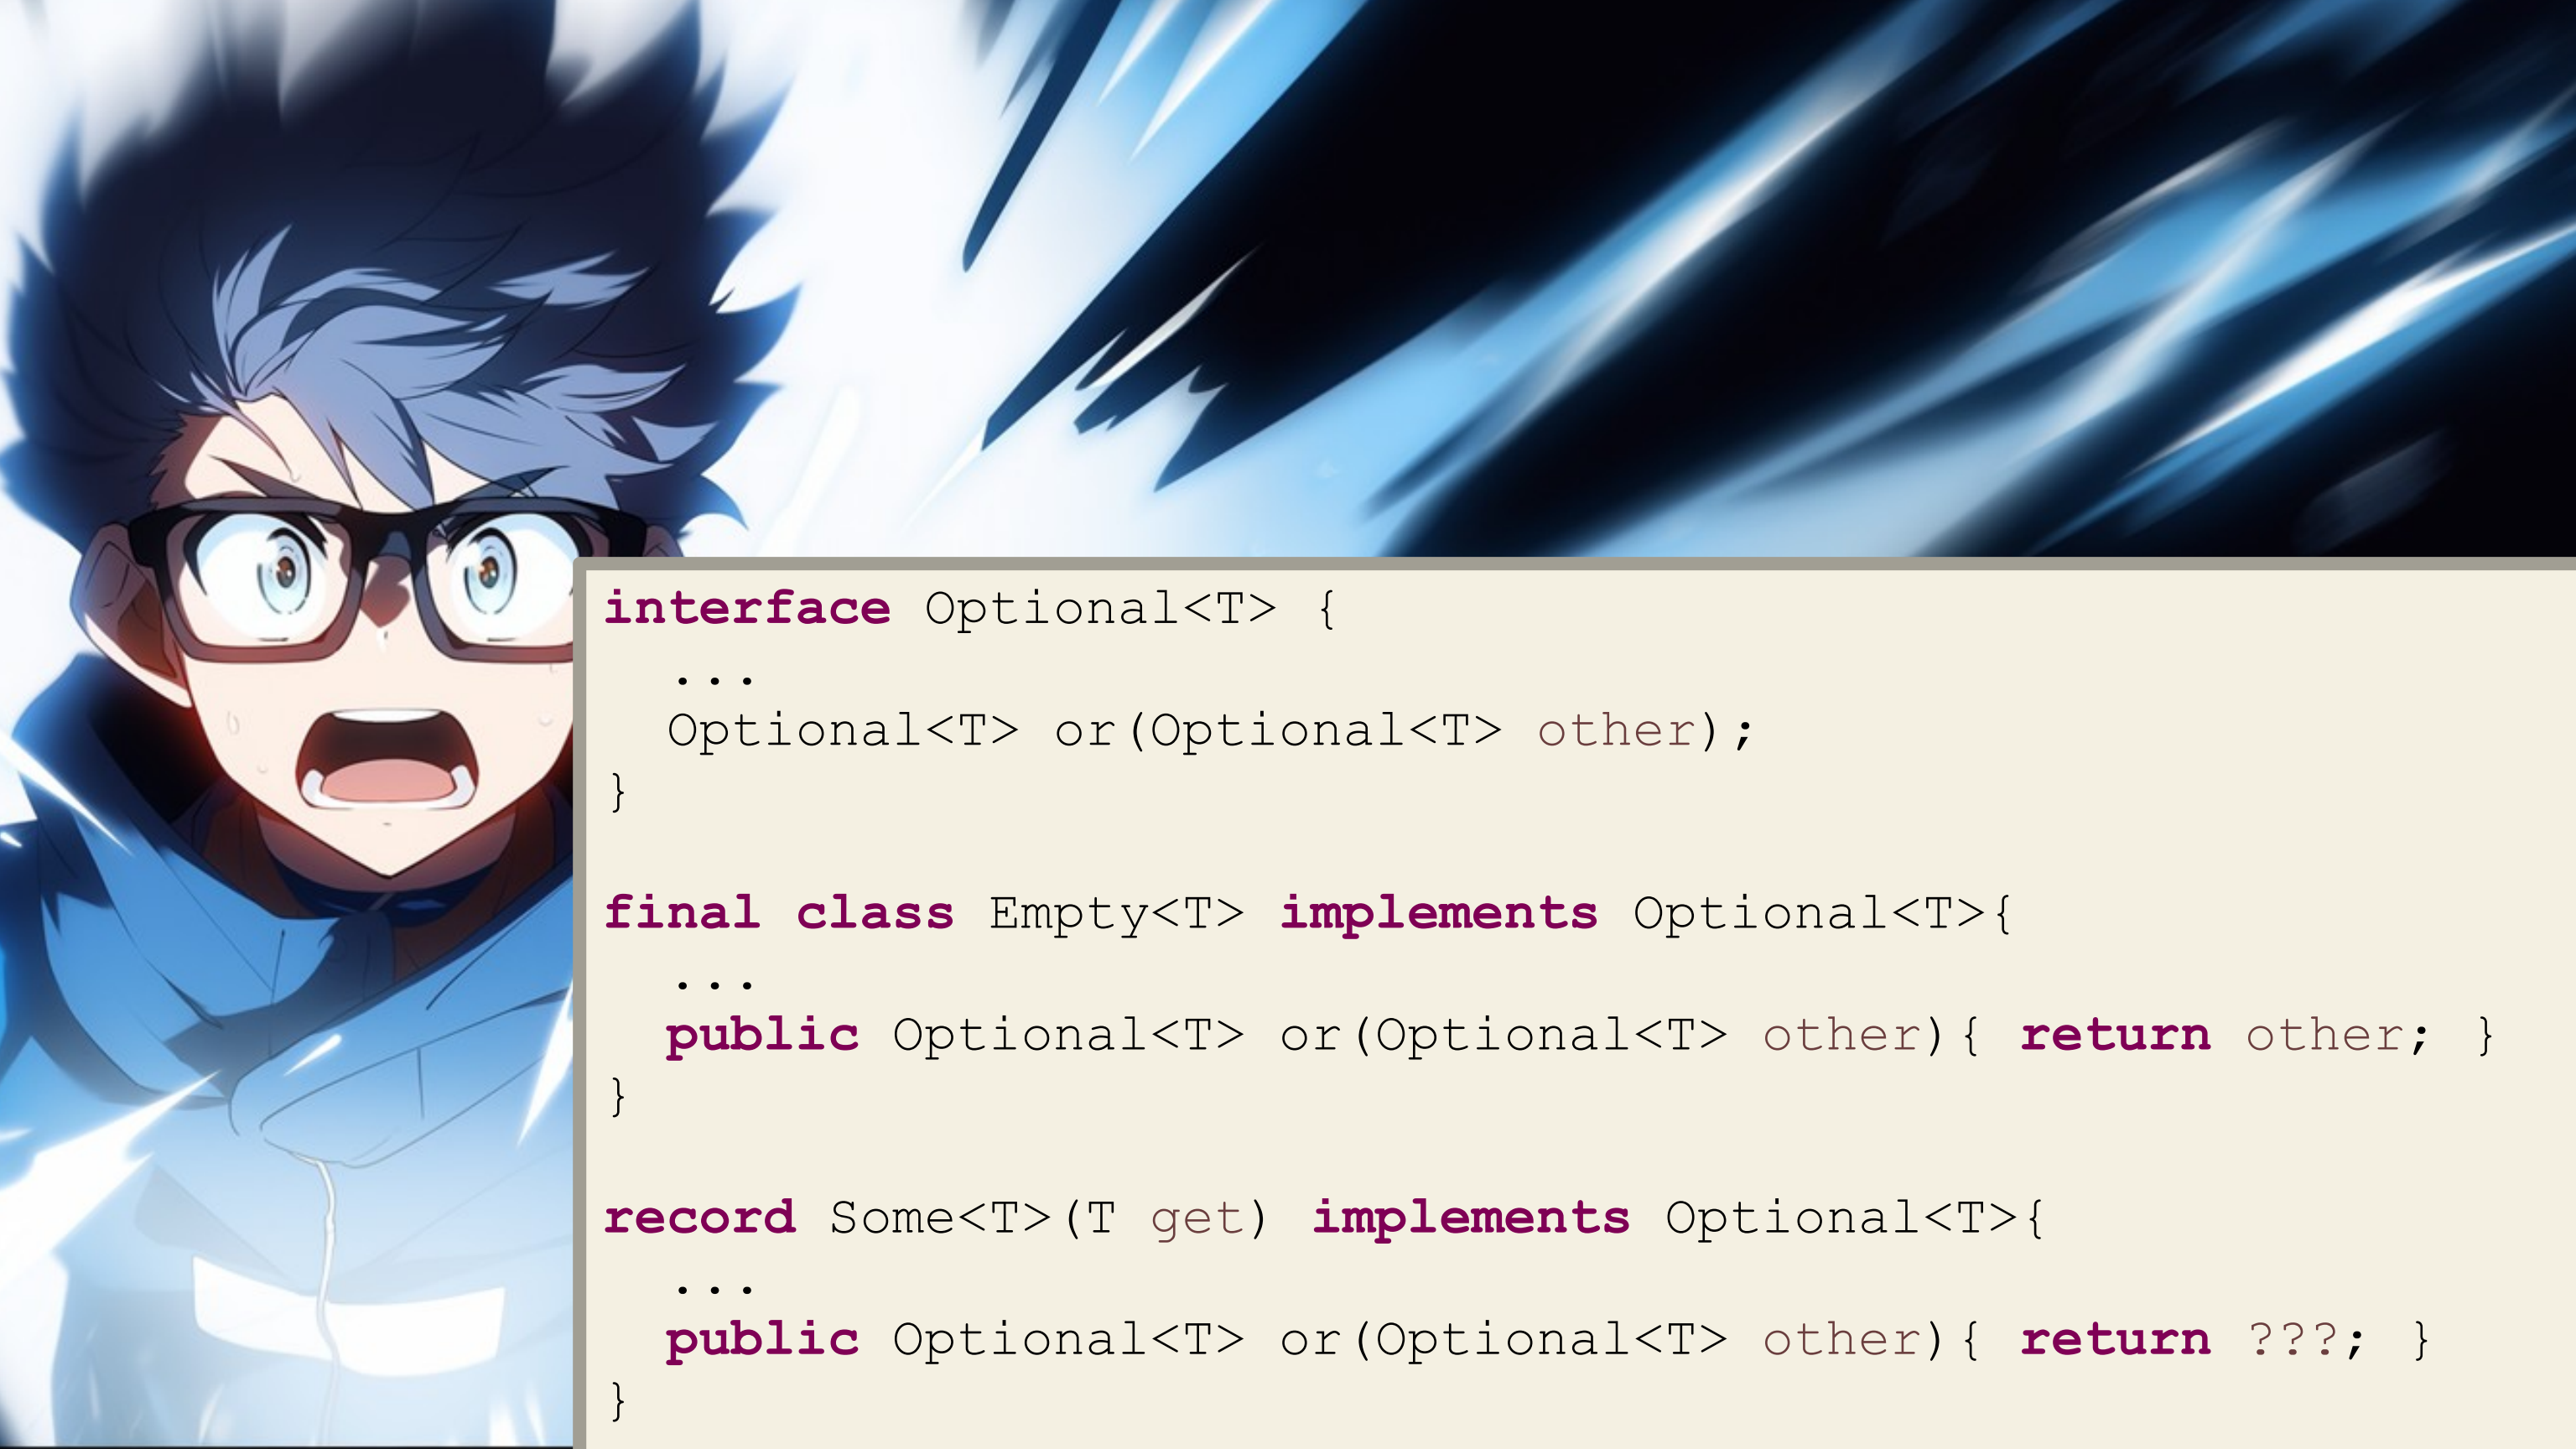 interface Optional<T> {
  ...
  Optional<T> or(Optional<T> other);
}
final class Empty<T> implements Optional<T>{
  ...
  public Optional<T> or(Optional<T> other){ return other; }
}
record Some<T>(T get) implements Optional<T>{
  ...
  public Optional<T> or(Optional<T> other){ return ???; }
}